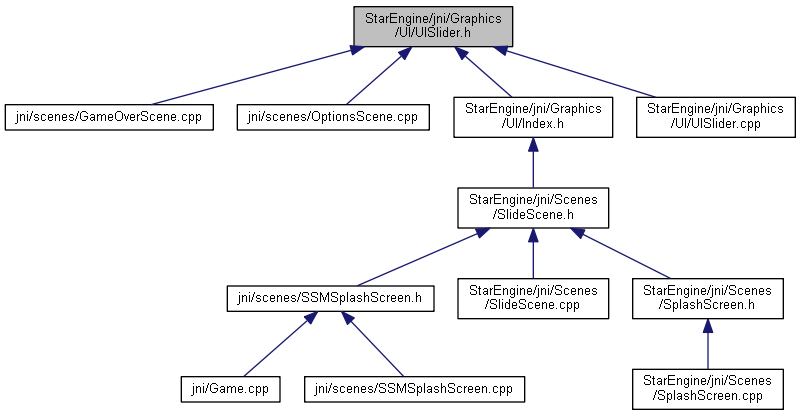 StarEngine/jni/Graphics
/UI/UISlider.h
jni/scenes/GameOverScene.cpp
jni/scenes/OptionsScene.cpp
StarEngine/jni/Graphics
/UI/Index.h
StarEngine/jni/Graphics
/UI/UISlider.cpp
StarEngine/jni/Scenes
/SlideScene.h
jni/scenes/SSMSplashScreen.h
StarEngine/jni/Scenes
/SlideScene.cpp
StarEngine/jni/Scenes
/SplashScreen.h
jni/Game.cpp
jni/scenes/SSMSplashScreen.cpp
StarEngine/jni/Scenes
/SplashScreen.cpp